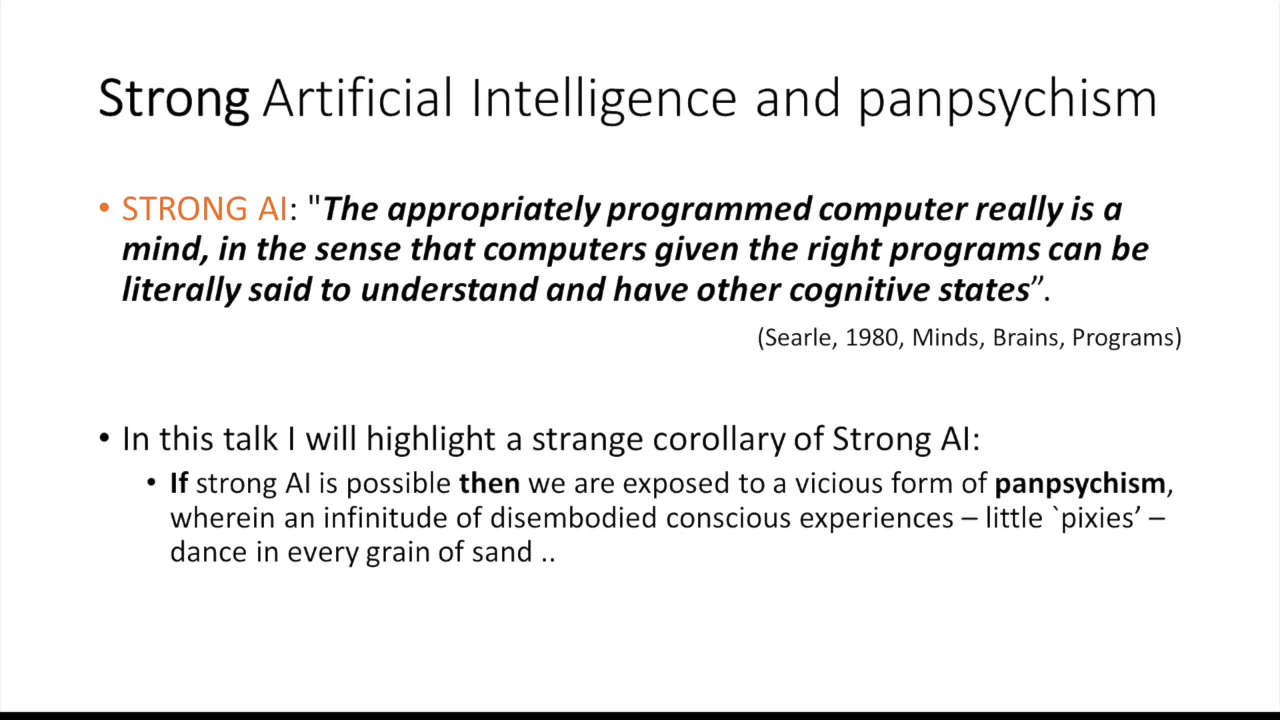 Strong Artificial Intelligence and panpsychism
• STRONG AI: "The appropriately programmed computer really is a
mind, in the sense that computers given the right programs can be
literally said to understand and have other cognitive states”.
(Searle, 1980, Minds, Brains, Programs)
• In this talk I will highlight a strange corollary of Strong AI:
• If strong AI is possible then we are exposed to a vicious form of panpsychism,
wherein an infinitude of disembodied conscious experiences – little `pixies’ –
dance in every grain of sand ..